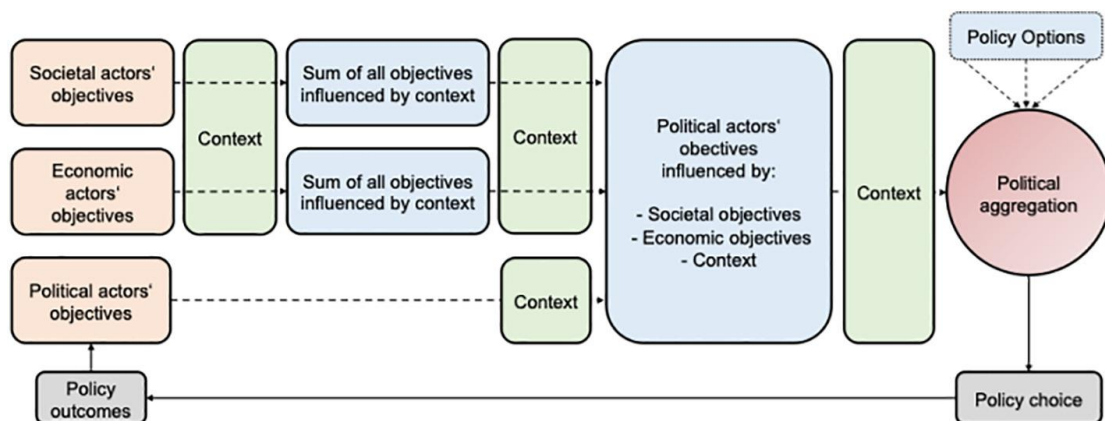 Societal actors‘
objectives
Context
Sum of all objectives
influenced by context
Context
Economic
actors‘
objectives
Sum of all objectives
influenced by context
Political actors‘
objectives
Context
Political actors‘
obectives
influenced by:
- Societal objectives
- Economic objectives
- Context
Context
Policy Options
Political
aggregation
Policy choice
Policy
outcomes